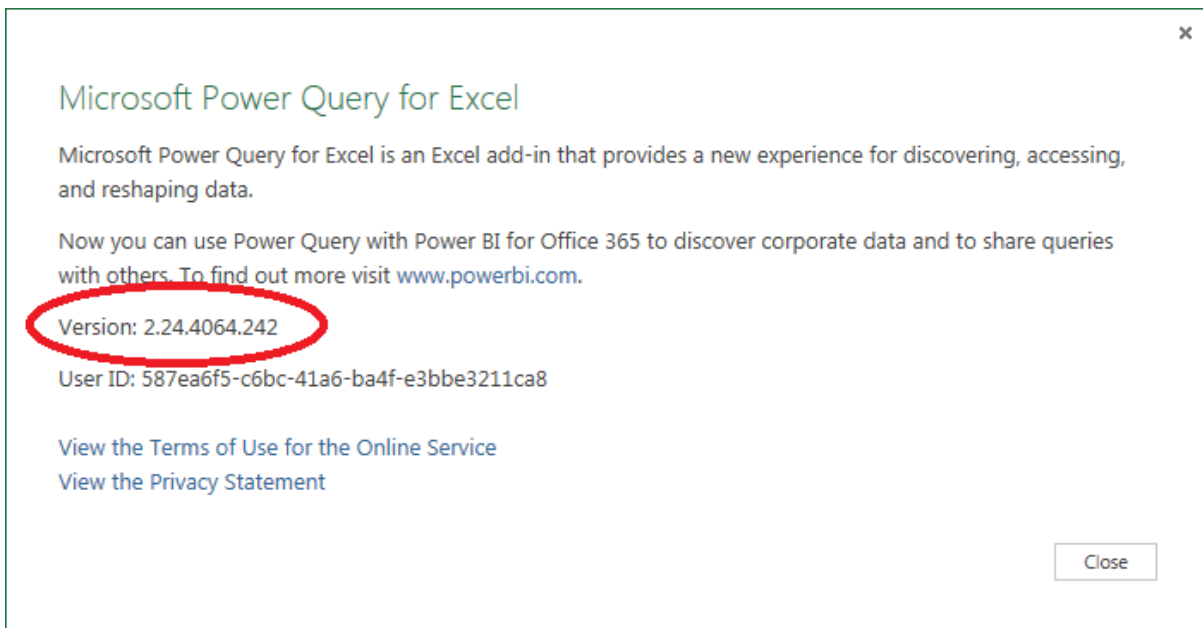 Microsoft Power Query for Excel
Microsoft Power Query for Excel is an Excel add-in that provides a new experience for discovering, accessing,
and reshaping data.
Now you can use Power Query with Power BI for Office 365 to discover corporate data and to share queries
with others. To find out more visit www.powerbi.com.
Version: 2.24.4064.242
User ID: 587ea6f5-c6bc-41a6-ba4f-e3bbe3211ca8
View the Terms of Use for the Online Service
View the Privacy Statement
Close